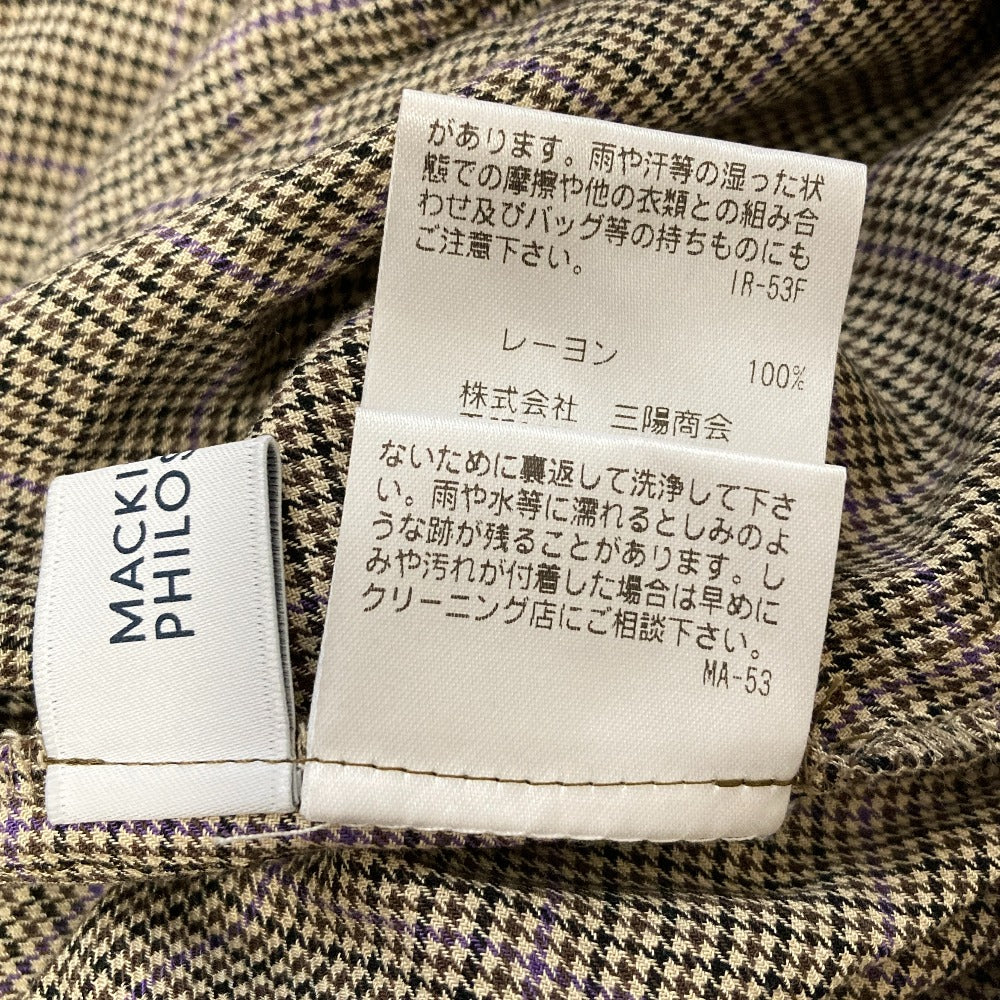 があります。雨や汗等の湿った状
態での摩擦や他の衣類との組み合
わせ及びバッグ等の持ちものにも
ご注意下さい。
IR-53F
レーヨン 100%
株式会社 三陽商会
ないために裏返して洗浄して下さ
い。雨や水等に濡れるとしみのよ
うな跡が残ることがあります。し
みや汚れが付着した場合は早めに
クリーニング店にご相談下さい。
MA-53
MACKI
PHILOS